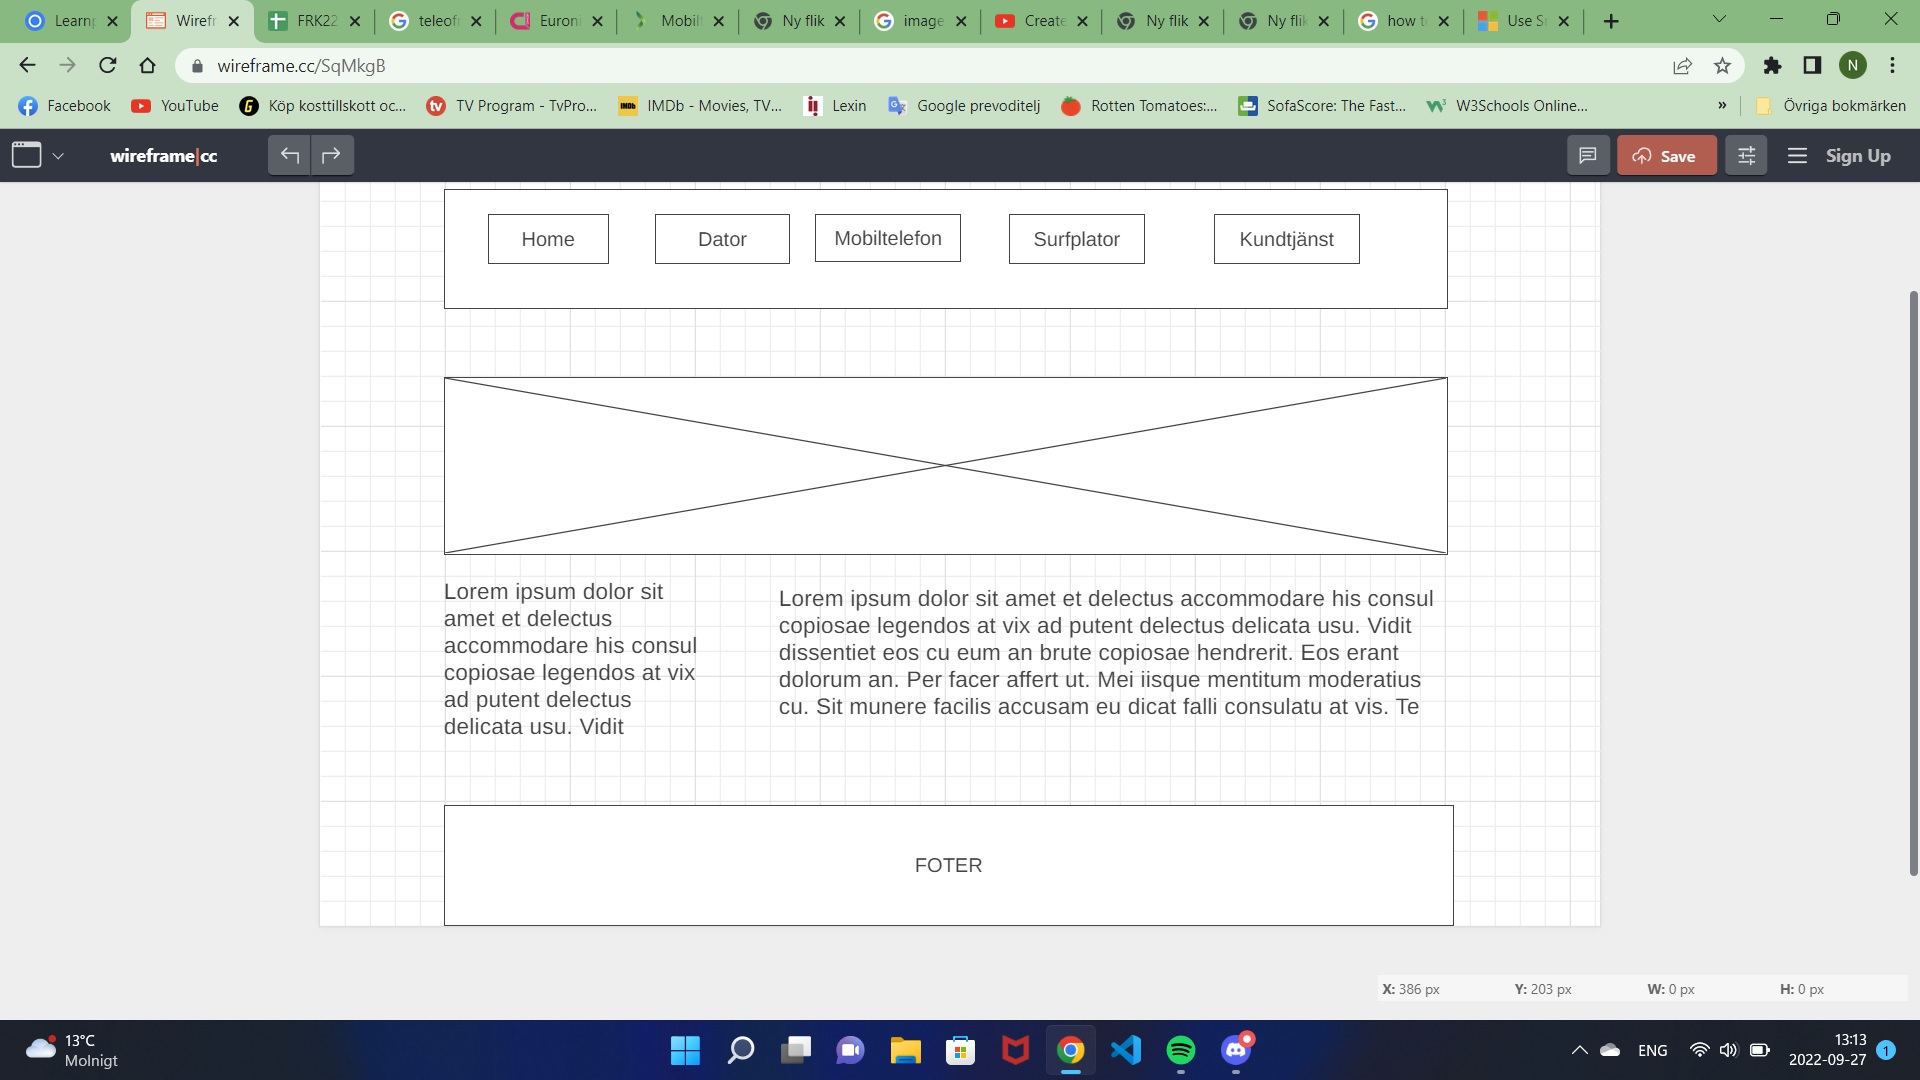 Learnp
Wirefr
FRK22
teleofr
Euroni
Mobilt
Ny flik
image
Create
Ny flik
Ny flik
how to
Use Sn
wireframe.cc/SqMkgB
N
Facebook
YouTube
Köp kosttillskott oc...
TV Program - TvPro...
IMDb - Movies, TV...
Lexin
Google prevoditelj
Rotten Tomatoes:...
SofaScore: The Fast...
W3Schools Online...
»
Övriga bokmärken
wireframe|cc
Save
Sign Up
Home
Dator
Mobiltelefon
Surfplator
Kundtjänst
Lorem ipsum dolor sit
amet et delectus
accommodare his consul
copiosae legendos at vix
ad putent delectus
delicata usu. Vidit
Lorem ipsum dolor sit amet et delectus accommodare his consul
copiosae legendos at vix ad putent delectus delicata usu. Vidit
dissentiet eos cu eum an brute copiosae hendrerit. Eos erant
dolorum an. Per facer affert ut. Mei iisque mentitum moderatius
cu. Sit munere facilis accusam eu dicat falli consulatu at vis. Te
FOTER
X: 386 px
Y: 203 px
W: 0 px
H: 0 px
13°C
Molnigt
ENG
13:13
2022-09-27
1